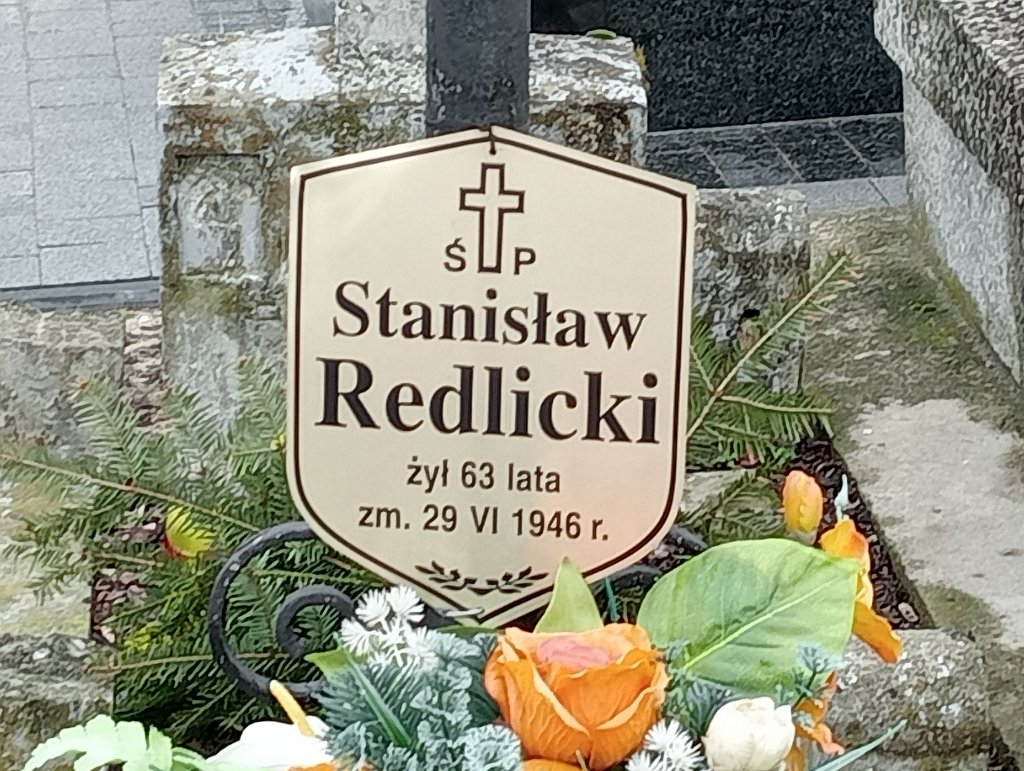 Ś P
Stanisław
Redlicki
żył 63 lata
zm. 29 VI 1946 r.